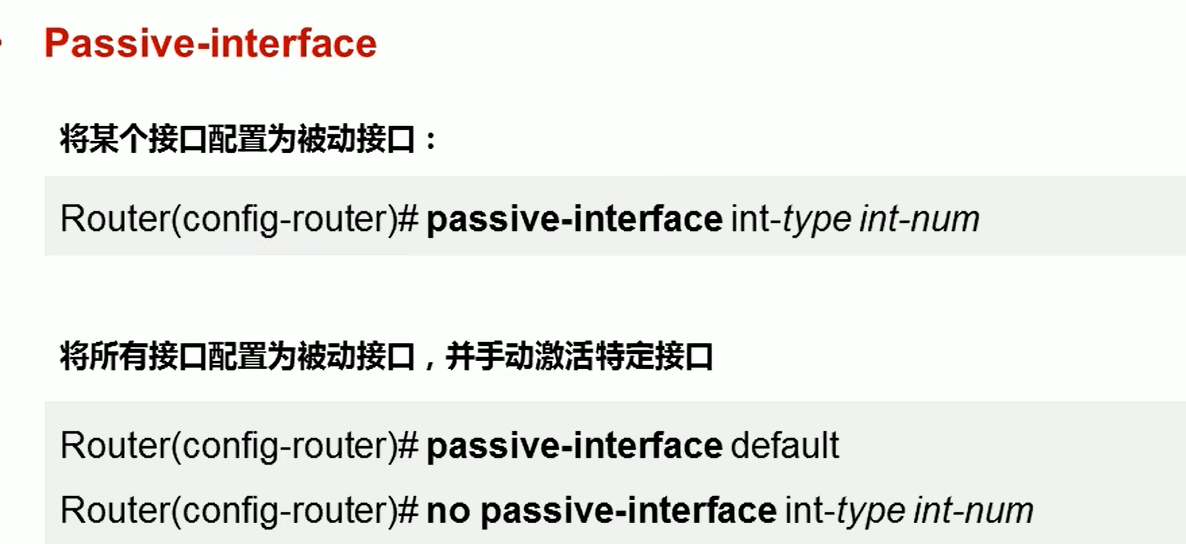 Passive-interface
将某个接口配置为被动接口：
Router(config-router)# passive-interface int-type int-num
将所有接口配置为被动接口，并手动激活特定接口
Router(config-router)# passive-interface default
Router(config-router)# no passive-interface int-type int-num